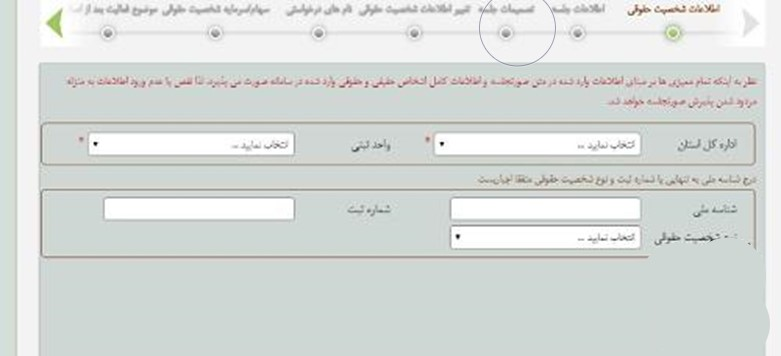 اطلاعات شخصیت حقوقی اطلاعات جلسه تصمیمات جلسه تغییر اطلاعات شخصیت حقوقی نام های درخواستی سهام/سرمایه شخصیت حقوقی موضوع فعالیت بعد از
نظر به اینکه تمام ممیزی ها بر مبنای اطلاعات وارد شده در متن صورتجلسه و اطلاعات کامل اشخاص حقیقی و حقوقی وارد شده در سامانه صورت می پذیرد، لذا نقص یا عدم ورود اطلاعات به منزله
مردود شدن پذیرش صورتجلسه خواهد شد.
اداره کل استان انتخاب نمایید ... * واحد ثبتی انتخاب نمایید ... *
درج شناسه ملی به تنهایی یا شماره ثبت و نوع شخصیت حقوقی متفقا اجباریست
شناسه ملی شماره ثبت
شخصیت حقوقی انتخاب نمایید ...